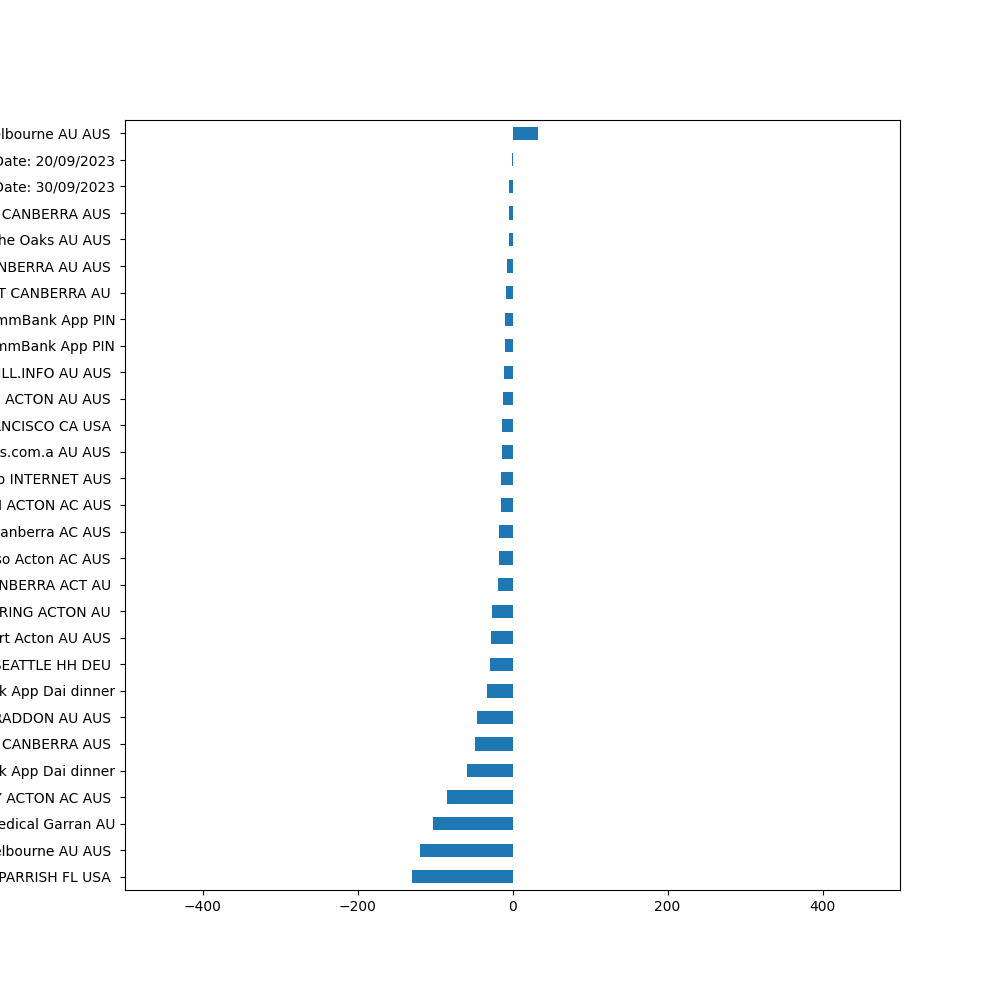 elbourne AU AUS
Date: 20/09/2023
Date: 30/09/2023
CANBERRA AUS
he Oaks AU AUS
NBERRA AU AUS
T CANBERRA AU
mmBank App PIN
mmBank App PIN
ILL.INFO AU AUS
ACTON AU AUS
ANCISCO CA USA
s.com.a AU AUS
p INTERNET AUS
ACTON AC AUS
anberra AC AUS
so Acton AC AUS
NBERRA ACT AU
RING ACTON AU
rt Acton AU AUS
SEATTLE HH DEU
k App Dai dinner
RADDON AU AUS
CANBERRA AUS
k App Dai dinner
Y ACTON AC AUS
edical Garran AU
elbourne AU AUS
PARRISH FL USA
−400 −200 0 200 400